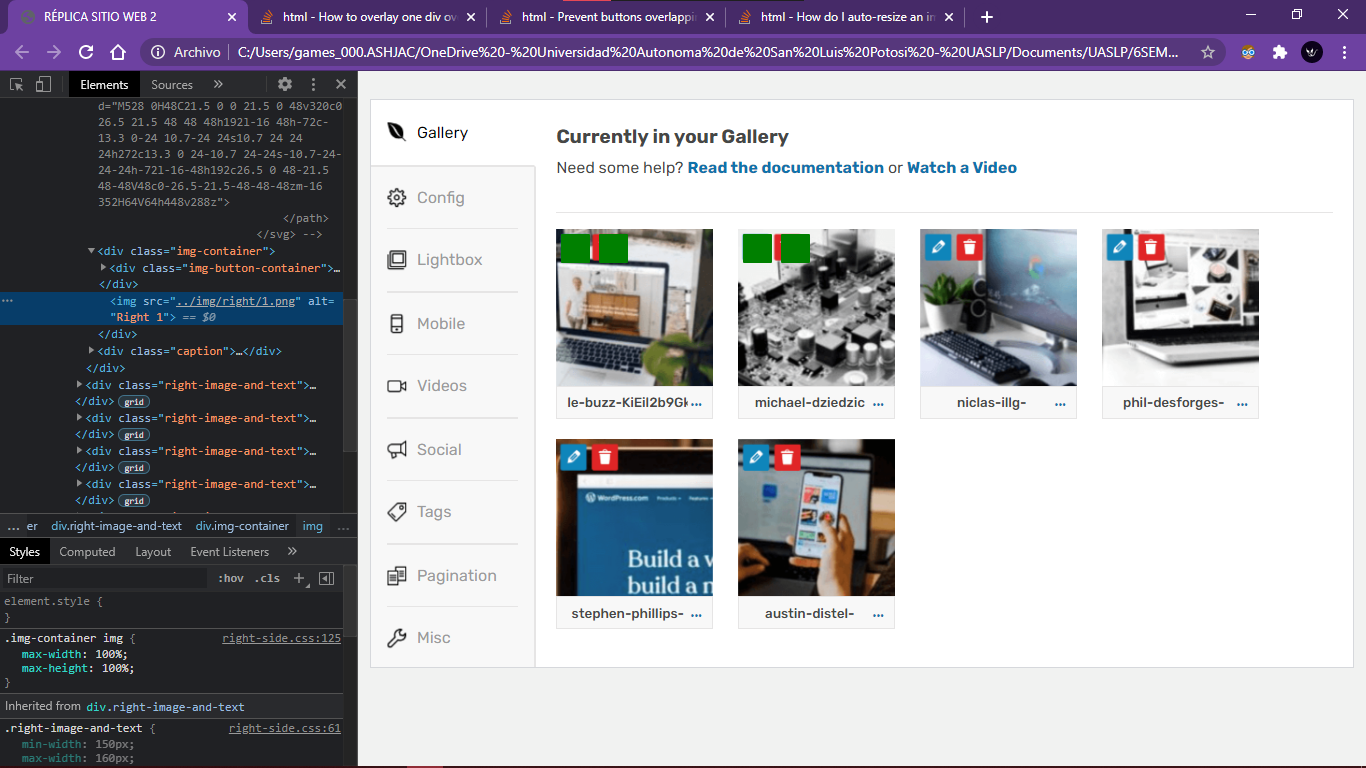 RÉPLICA SITIO WEB 2
html - How to overlay one div ov
html - Prevent buttons overlappi
html - How do I auto-resize an in
Archivo
C:/Users/games_000.ASHJAC/OneDrive%20-%20Universidad%20Autonoma%20de%20San%20Luis%20Potosi%20-%20UASLP/Documents/UASLP/6SEM...
Elements Sources »
d="M528 0H48C21.5 0 0 21.5 0 48v320c0
26.5 21.5 48 48 48h192l-16 48h-72c-
13.3 0-24 10.7-24 24s10.7 24 24
24h272c13.3 0 24-10.7 24-24s-10.7-24-
24-24h-72l-16-48h192c26.5 0 48-21.5
48-48V48c0-26.5-21.5-48-48-48zm-16
352H64V64h448v288z">
</path>
</svg> -->
<div class="img-container">
<div class="img-button-container">…
</div>
<img src="../img/right/1.png" alt=
"Right 1"> == $0
</div>
<div class="caption">…</div>
</div>
<div class="right-image-and-text">…
</div> grid
<div class="right-image-and-text">…
</div> grid
<div class="right-image-and-text">…
</div> grid
<div class="right-image-and-text">…
</div> grid
... er div.right-image-and-text div.img-container img ...
Styles Computed Layout Event Listeners »
Filter :hov .cls +
element.style {
}
.img-container img { right-side.css:125
max-width: 100%;
max-height: 100%;
}
Inherited from div.right-image-and-text
.right-image-and-text { right-side.css:61
min-width: 150px;
max-width: 160px;
Gallery
Config
Lightbox
Mobile
Videos
Social
Tags
Pagination
Misc
Currently in your Gallery
Need some help? Read the documentation or Watch a Video
le-buzz-KiEil2b9Gk ...
michael-dziedzic ...
niclas-illg- ...
phil-desforges- ...
WordPress.com
Build a w
build a n
stephen-phillips- ...
austin-distel- ...